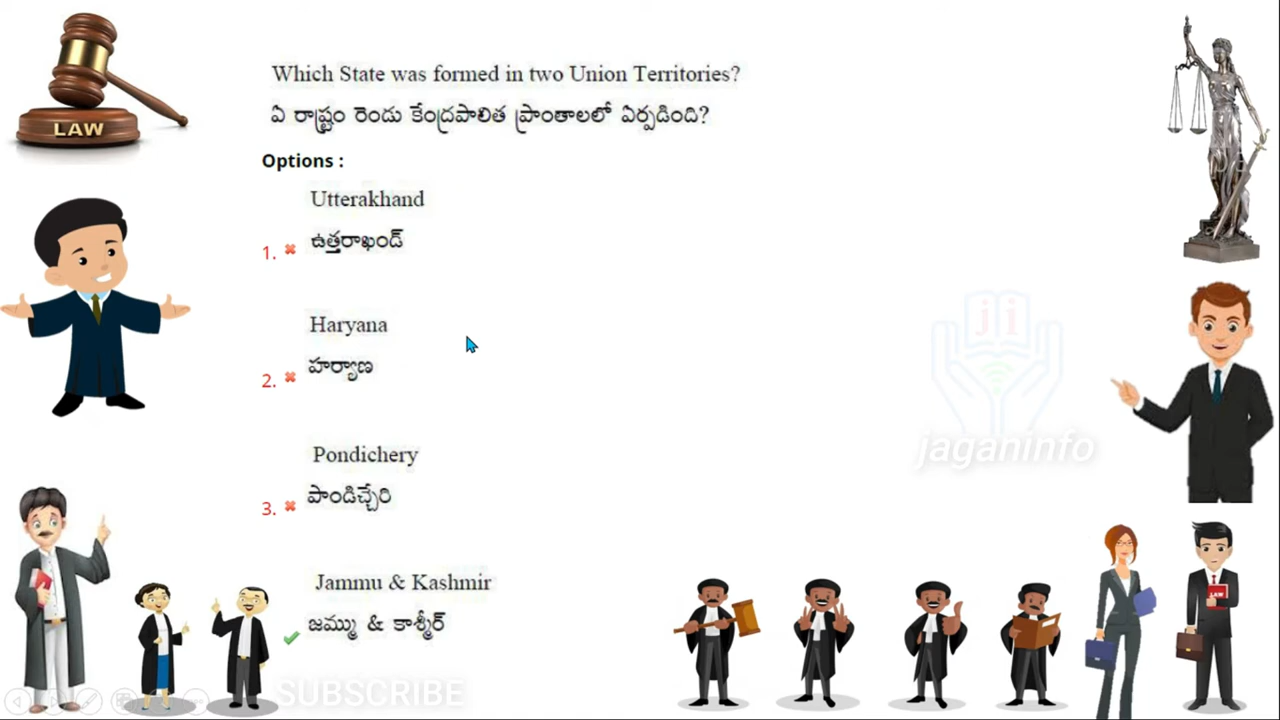 LAW
Which State was formed in two Union Territories?
ఏ రాష్ట్రం రెండు కేంద్రపాలిత ప్రాంతాలలో ఏర్పడింది?
Options :
Utterakhand
1. ఉత్తరాఖండ్
Haryana
2. హర్యాణ
Pondichery
3. పాండిచ్చేరి
Jammu & Kashmir
జమ్ము & కాశ్మీర్
ji
jaganinfo
LAW
SUBSCRIBE